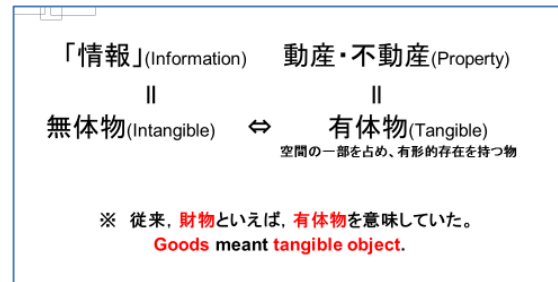 「情報」(Information) 動産・不動産(Property)
॥ ॥
無体物(Intangible) ⇔ 有体物(Tangible)
空間の一部を占め、有形的存在を持つ物
※ 従来, 財物といえば, 有体物を意味していた。
Goods meant tangible object.